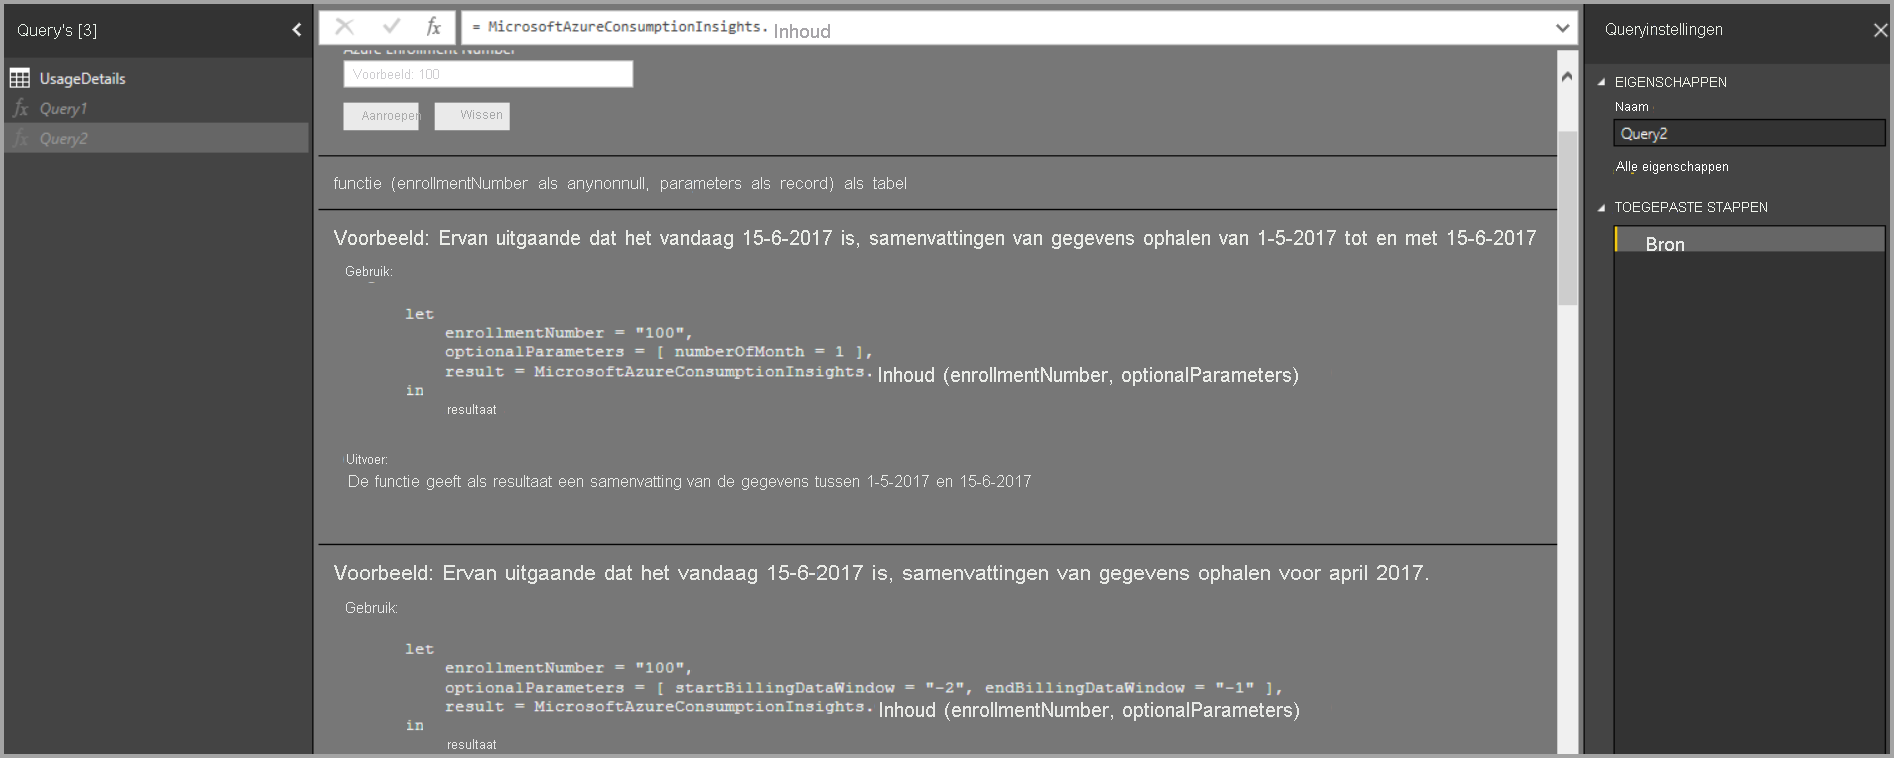 Query's [3]
UsageDetails
Query1
Query2
fx
= MicrosoftAzureConsumptionInsights. Inhoud
Azure Enrollment Number
Voorbeeld: 100
Aanroepen Wissen
functie (enrollmentNumber als anynonnull, parameters als record) als tabel
Voorbeeld: Ervan uitgaande dat het vandaag 15-6-2017 is, samenvattingen van gegevens ophalen van 1-5-2017 tot en met 15-6-2017
Gebruik:
let
enrollmentNumber = "100",
optionalParameters = [ numberOfMonth = 1 ],
result = MicrosoftAzureConsumptionInsights. Inhoud (enrollmentNumber, optionalParameters)
in
resultaat
Uitvoer:
De functie geeft als resultaat een samenvatting van de gegevens tussen 1-5-2017 en 15-6-2017
Voorbeeld: Ervan uitgaande dat het vandaag 15-6-2017 is, samenvattingen van gegevens ophalen voor april 2017.
Gebruik:
let
enrollmentNumber = "100",
optionalParameters = [ startBillingDataWindow = "-2", endBillingDataWindow = "-1" ],
result = MicrosoftAzureConsumptionInsights. Inhoud (enrollmentNumber, optionalParameters)
in
resultaat
Queryinstellingen
EIGENSCHAPPEN
Naam
Query2
Alle eigenschappen
TOEGEPASTE STAPPEN
Bron